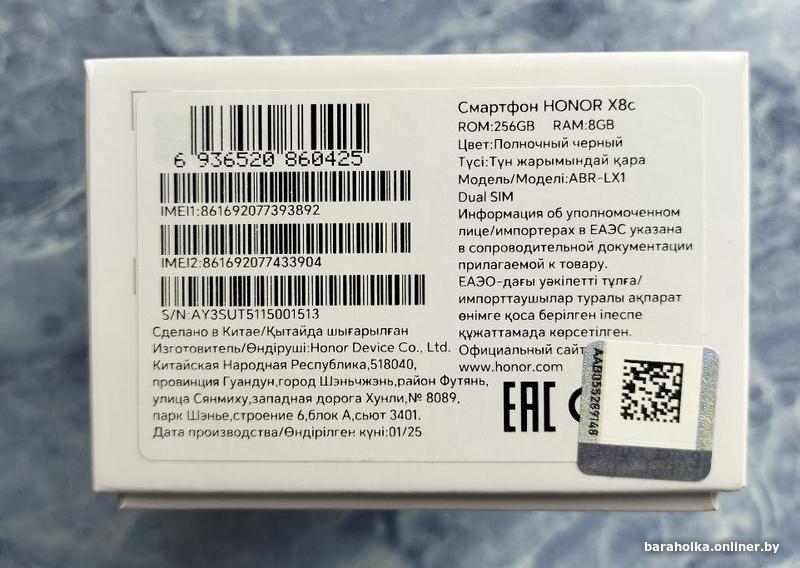 6 936520 860425
IMEI1:861692077393892
IMEI2:861692077433904
S/N:AY3SUT5115001513
Сделано в Китае/Қытайда шығарылған
Изготовитель/Өндіруші:Honor Device Co., Ltd.
Китайская Народная Республика,518040,
провинция Гуандун,город Шэньчжэнь,район Футянь,
улица Сянмиху,западная дорога Хунли,№ 8089,
парк Шэнье,строение 6,блок А,сьют 3401.
Дата производства/Өндірілген күні:01/25
Смартфон HONOR X8c
ROM:256GB RAM:8GB
Цвет:Полночный черный
Түсі:Түн жарымындай қара
Модель/Моделі:ABR-LX1
Dual SIM
Информация об уполномоченном
лице/импортерах в ЕАЭС указана
в сопроводительной документации
прилагаемой к товару.
ЕАЭО-дағы уәкілетті тұлға/
импорттаушылар туралы ақпарат
өнімге қоса берілген ілеспе
құжаттамада көрсетілген.
Официальный сайт
www.honor.com
EAC
AAB055269148
baraholka.onliner.by